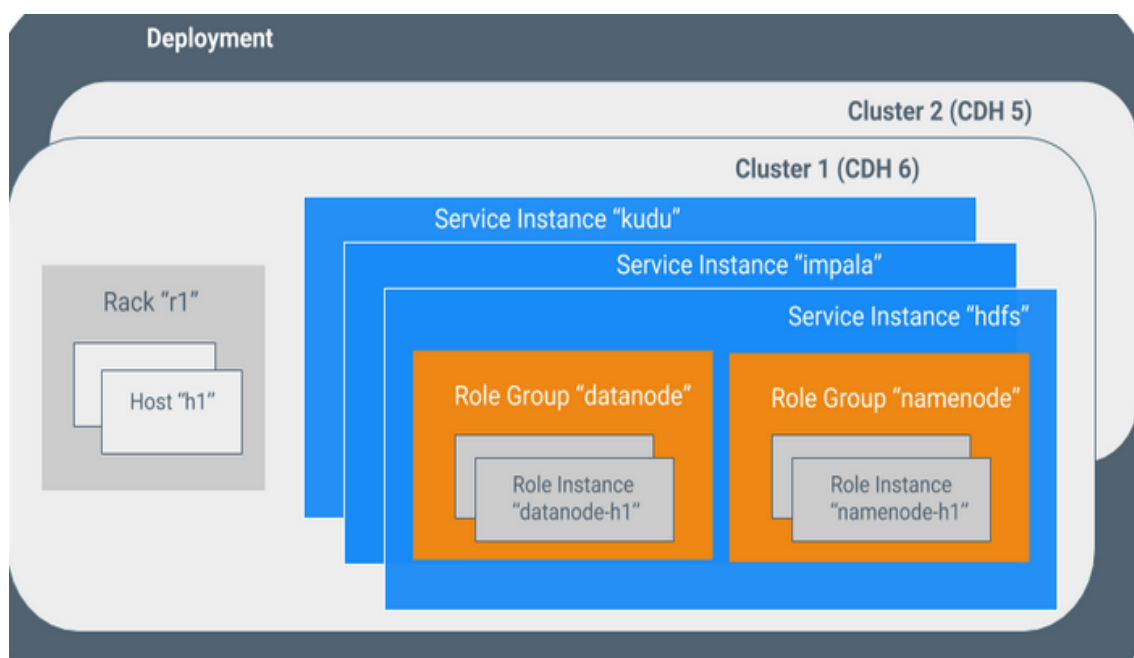 Deployment
Cluster 2 (CDH 5)
Cluster 1 (CDH 6)
Service Instance “kudu”
Service Instance “impala”
Service Instance “hdfs”
Rack “r1”
Host “h1”
Role Group “datanode”
Role Instance
“datanode-h1”
Role Group “namenode”
Role Instance
“namenode-h1”